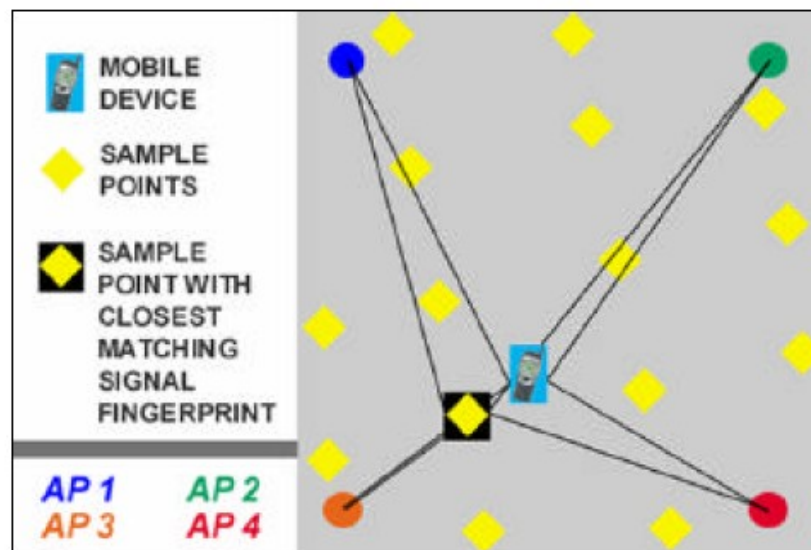 MOBILE
DEVICE
SAMPLE
POINTS
SAMPLE
POINT WITH
CLOSEST
MATCHING
SIGNAL
FINGERPRINT
AP 1 AP 2
AP 3 AP 4